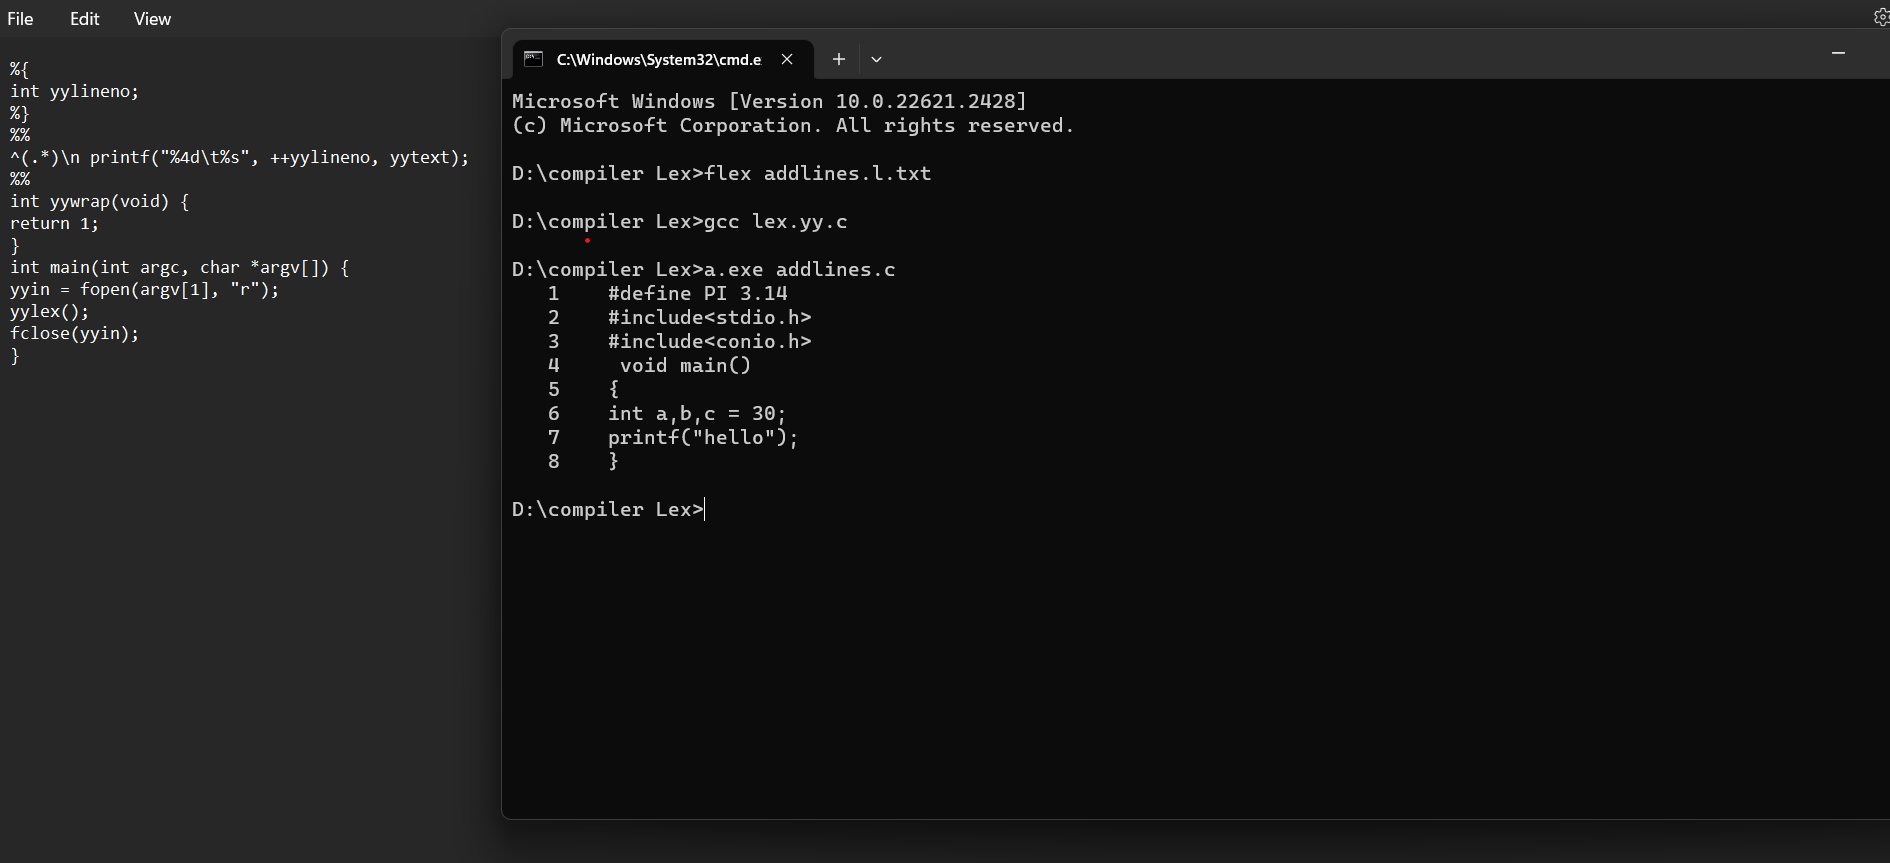 File Edit View
%{
int yylineno;
%}
%%
^(.*)\n printf("%4d\t%s", ++yylineno, yytext);
%%
int yywrap(void) {
return 1;
}
int main(int argc, char *argv[]) {
yyin = fopen(argv[1], "r");
yylex();
fclose(yyin);
}
C:\Windows\System32\cmd.e
Microsoft Windows [Version 10.0.22621.2428]
(c) Microsoft Corporation. All rights reserved.
D:\compiler Lex>flex addlines.l.txt
D:\compiler Lex>gcc lex.yy.c
D:\compiler Lex>a.exe addlines.c
1 #define PI 3.14
2 #include<stdio.h>
3 #include<conio.h>
4 void main()
5 {
6 int a,b,c = 30;
7 printf("hello");
8 }
D:\compiler Lex>